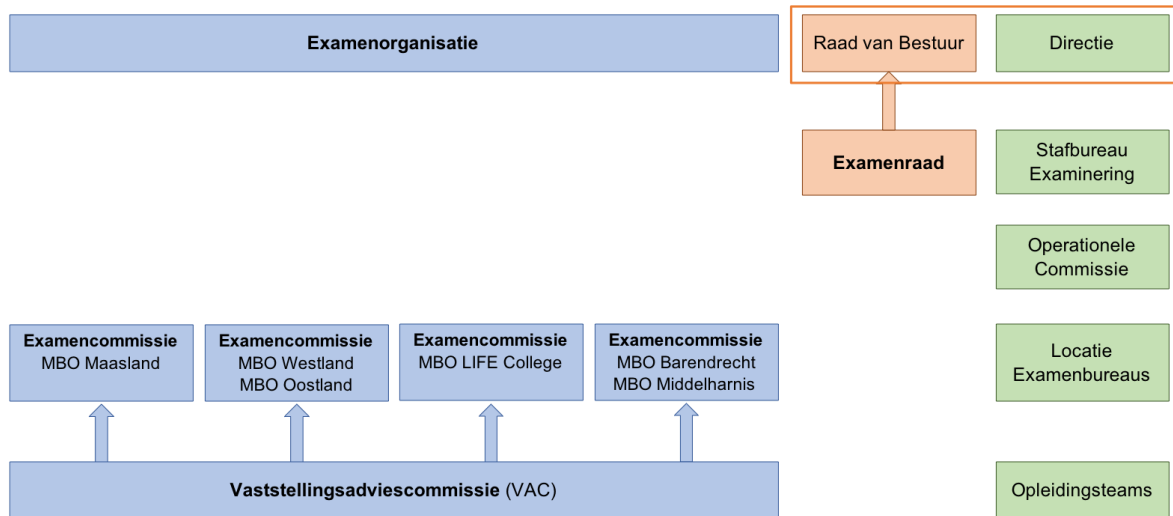 Examenorganisatie
Raad van Bestuur
Directie
Examenraad
Stafbureau
Examinering
Operationele
Commissie
Examencommissie
MBO Maasland
Examencommissie
MBO Westland
MBO Oostland
Examencommissie
MBO LIFE College
Examencommissie
MBO Barendrecht
MBO Middelharnis
Locatie
Examenbureaus
Vaststellingsadviescommissie (VAC)
Opleidingsteams